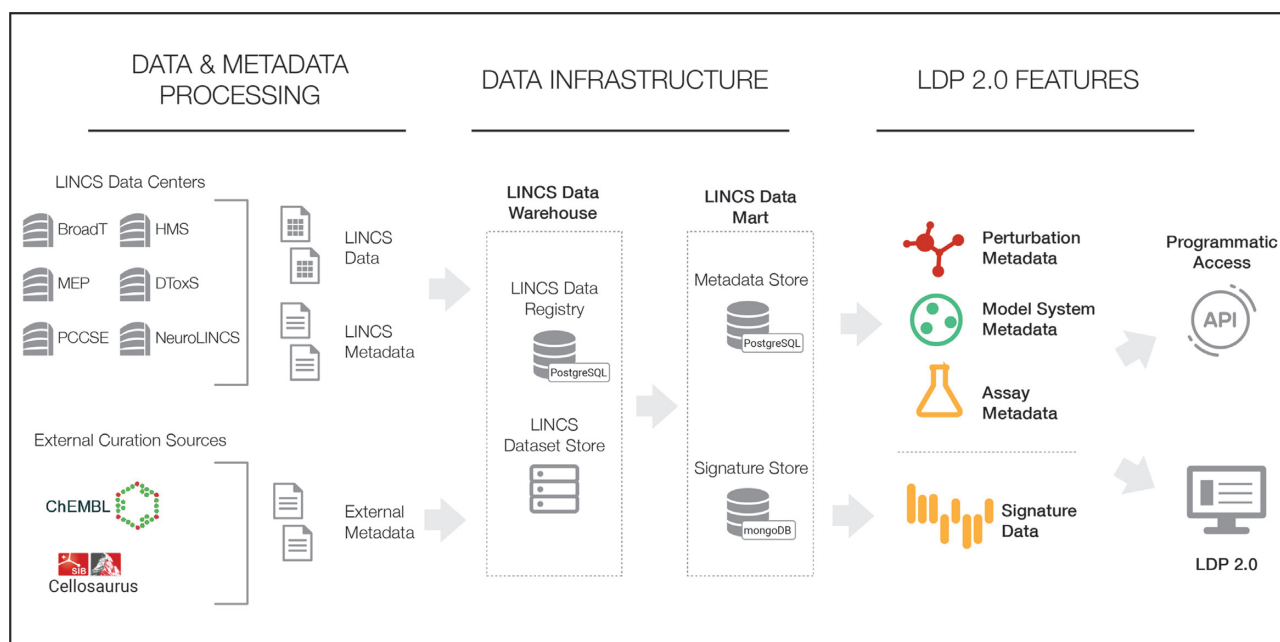 DATA & METADATA
PROCESSING
DATA INFRASTRUCTURE
LDP 2.0 FEATURES
LINCS Data Centers
BroadT
HMS
MEP
DToxS
PCCSE
NeuroLINCS
LINCS
Data
LINCS
Metadata
External Curation Sources
ChEMBL
SIB
Cellosaurus
External
Metadata
LINCS Data
Warehouse
LINCS Data
Registry
PostgreSQL
LINCS
Dataset Store
LINCS Data
Mart
Metadata Store
PostgreSQL
Signature Store
mongoDB
Perturbation
Metadata
Model System
Metadata
Assay
Metadata
Signature
Data
Programmatic
Access
API
LDP 2.0